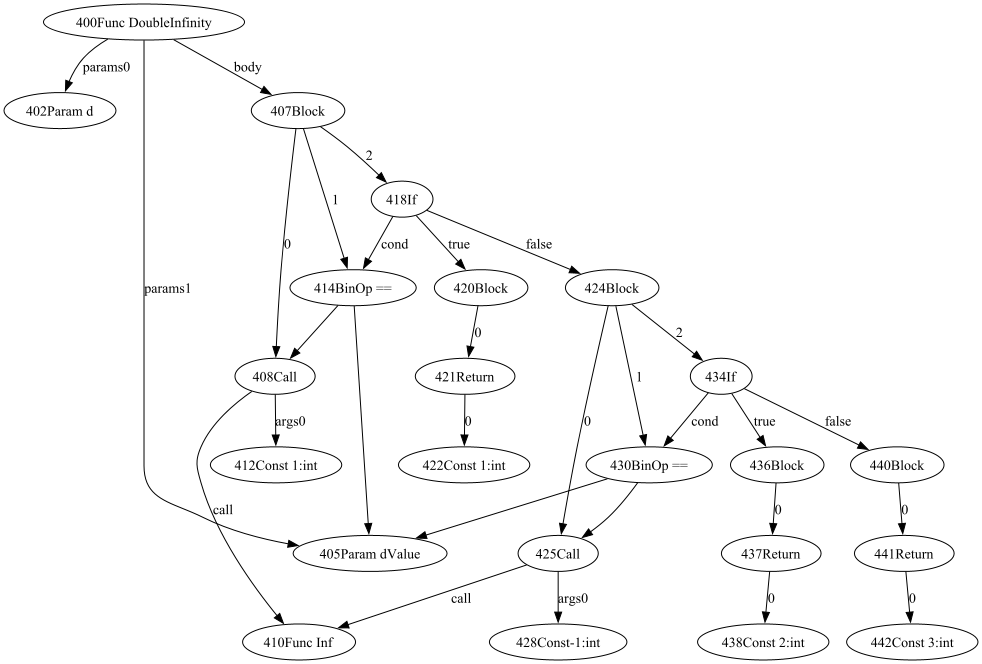 400Func DoubleInfinity
params0
body
402Param d
407Block
2
1
418If
0
cond
true
false
params1
414BinOp ==
420Block
424Block
0
2
1
408Call
421Return
434If
args0
0
0
cond
true
false
412Const 1:int
422Const 1:int
430BinOp ==
436Block
440Block
call
0
0
405Param dValue
425Call
437Return
441Return
call
args0
0
0
410Func Inf
428Const-1:int
438Const 2:int
442Const 3:int